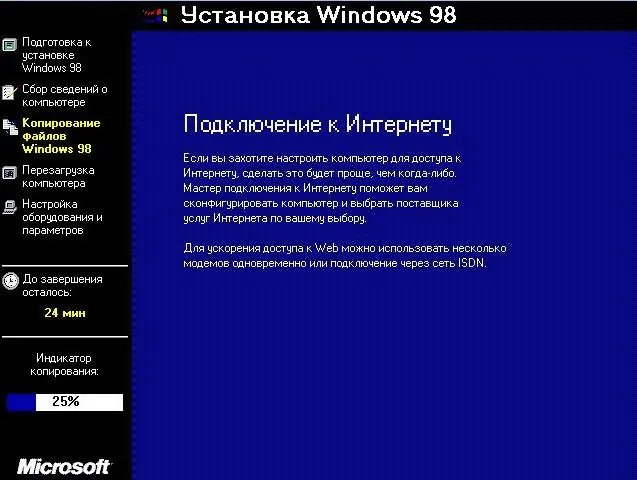 Установка Windows 98
Подготовка к
установке
Windows 98
Сбор сведений о
компьютере
Копирование
файлов
Windows 98
Перезагрузка
компьютера
Настройка
оборудования и
параметров
До завершения
осталось:
24 мин
Индикатор
копирования:
25%
Microsoft
Подключение к Интернету
Если вы захотите настроить компьютер для доступа к
Интернету, сделать это будет проще, чем когда-либо.
Мастер подключения к Интернету поможет вам
сконфигурировать компьютер и выбрать поставщика
услуг Интернета по вашему выбору.
Для ускорения доступа к Web можно использовать несколько
модемов одновременно или подключение через сеть ISDN.